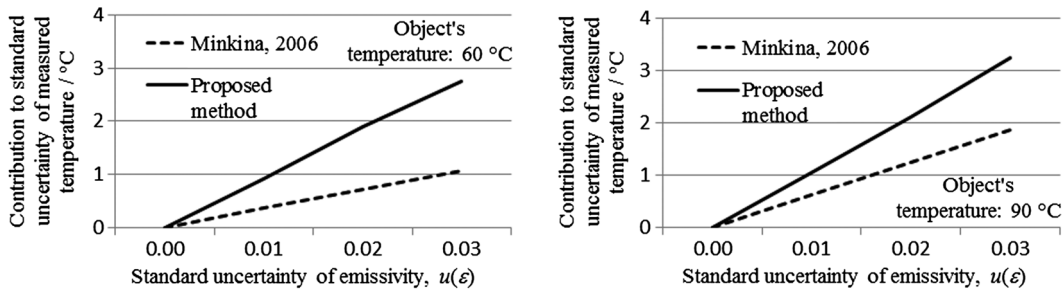 Contribution to standard
uncertainty of measured
temperature / °C
4
3
2
1
0
Object's
temperature: 60 °C
Minkina, 2006
Proposed
method
0.00 0.01 0.02 0.03
Standard uncertainty of emissivity, u(ε)
Contribution to standard
uncertainty of measured
temperature / °C
4
3
2
1
0
Minkina, 2006
Proposed
method
Object's
temperature: 90 °C
0.00 0.01 0.02 0.03
Standard uncertainty of emissivity, u(ε)